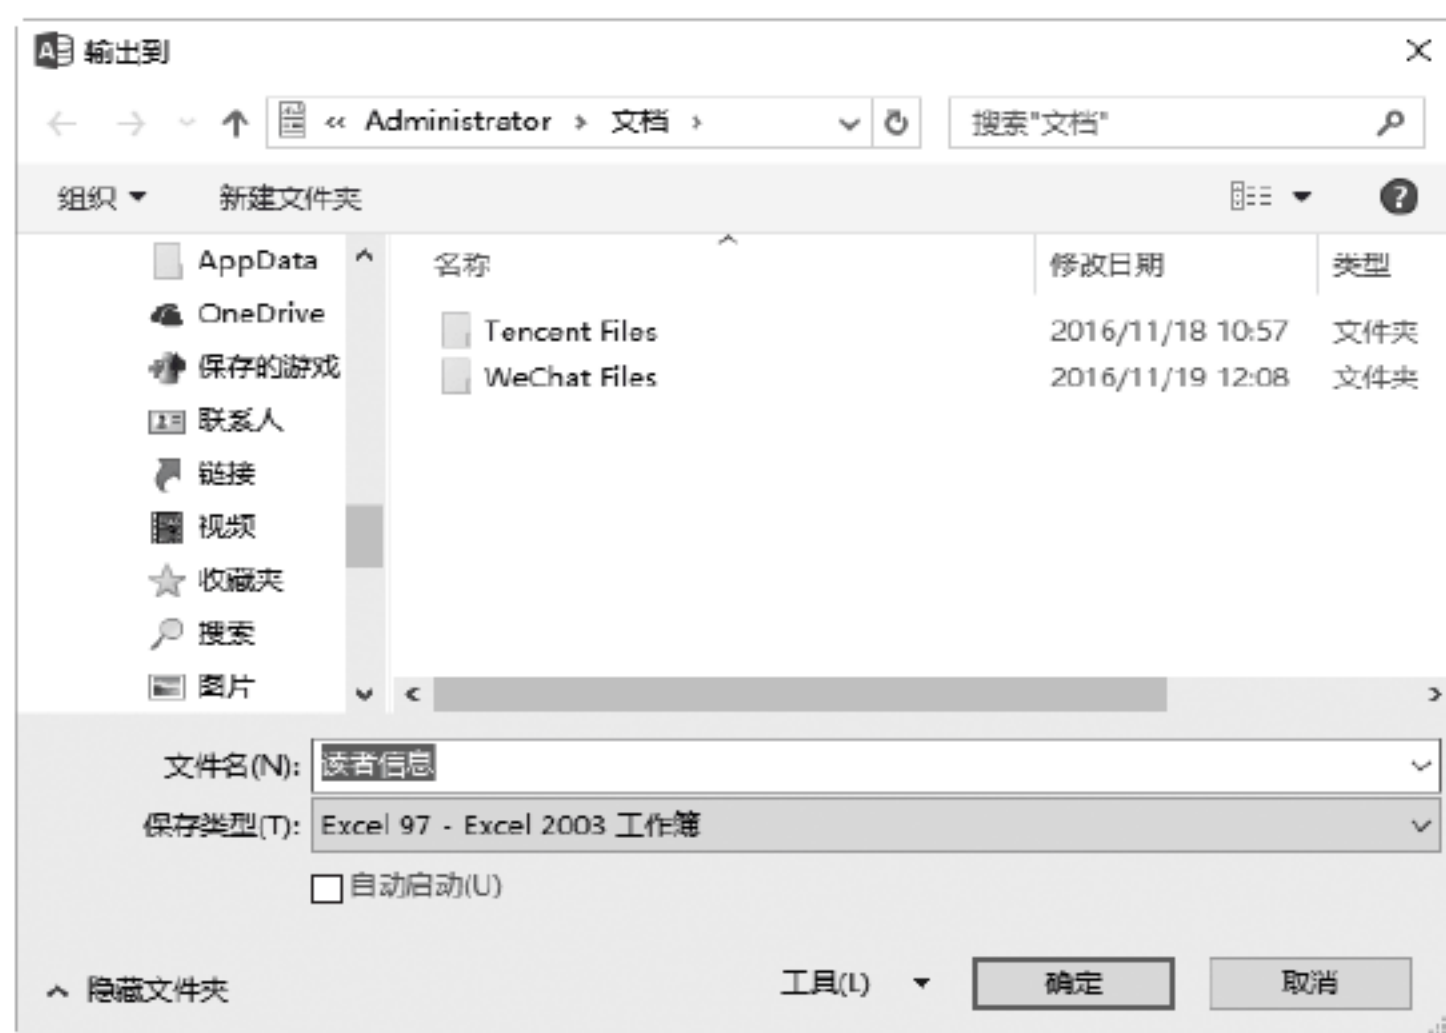 输出到
« Administrator › 文档 ›
搜索"文档"
组织 新建文件夹
AppData
OneDrive
保存的游戏
联系人
链接
视频
收藏夹
搜索
图片
名称 修改日期 类型
Tencent Files 2016/11/18 10:57 文件夹
WeChat Files 2016/11/19 12:08 文件夹
文件名(N): 读者信息
保存类型(T): Excel 97 - Excel 2003 工作簿
自动启动(U)
隐藏文件夹 工具(L) 确定 取消